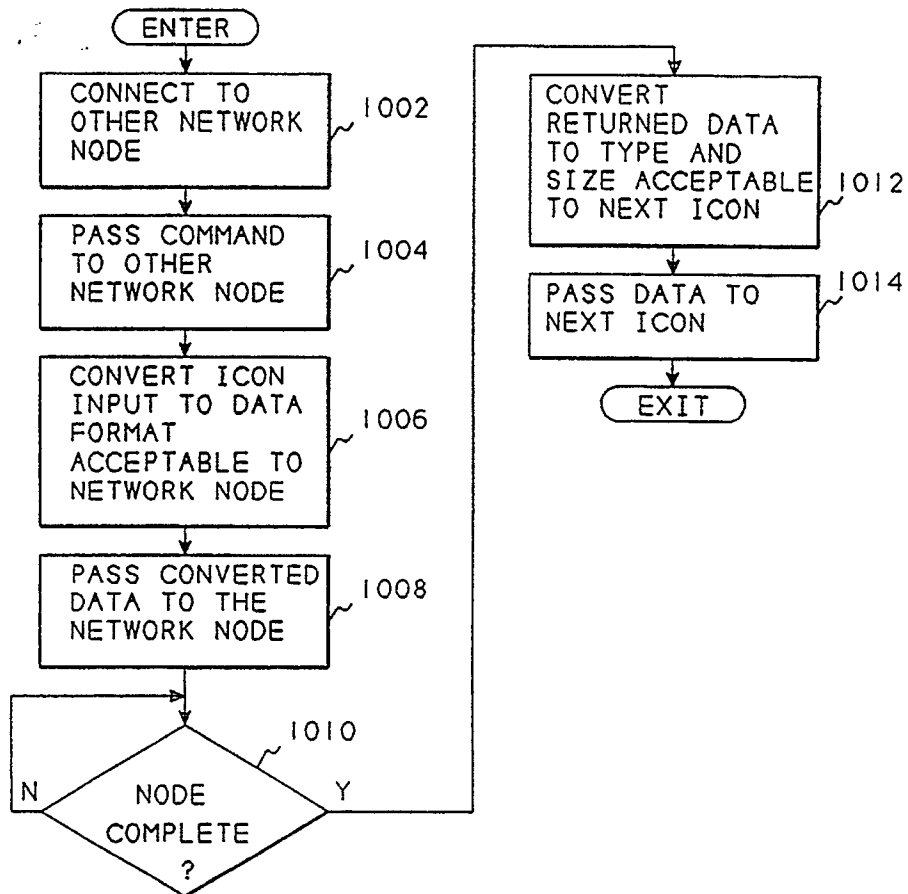 ENTER
CONNECT TO
OTHER NETWORK
NODE
1002
PASS COMMAND
TO OTHER
NETWORK NODE
1004
CONVERT ICON
INPUT TO DATA
FORMAT
ACCEPTABLE TO
NETWORK NODE
1006
PASS CONVERTED
DATA TO THE
NETWORK NODE
1008
NODE
COMPLETE
?
1010
N
Y
CONVERT
RETURNED DATA
TO TYPE AND
SIZE ACCEPTABLE
TO NEXT ICON
1012
PASS DATA TO
NEXT ICON
1014
EXIT